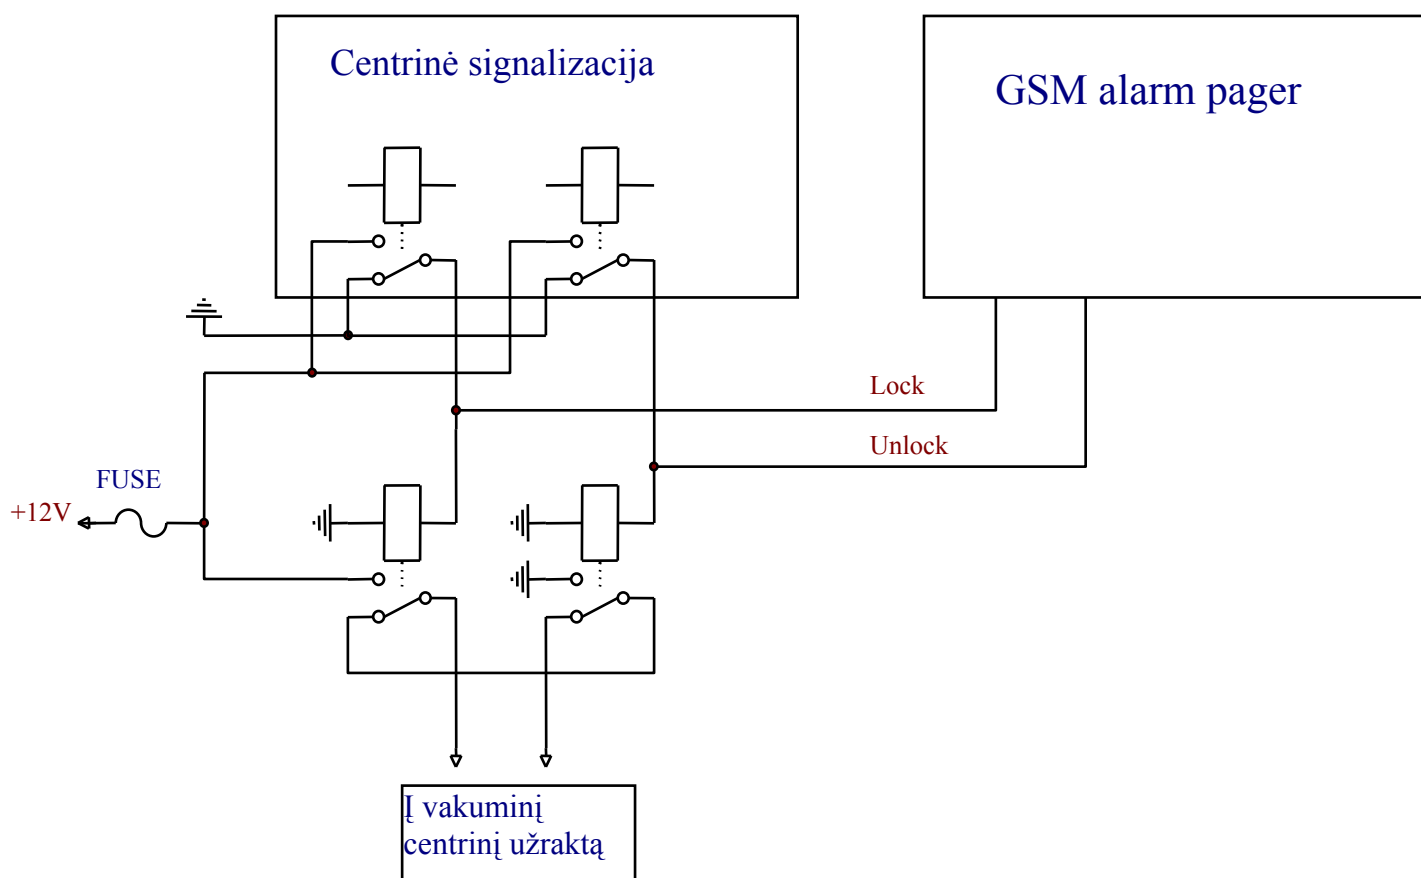 Centrinė signalizacija
GSM alarm pager
Lock
Unlock
FUSE
+12V
Į vakuminį
centrinį užraktą